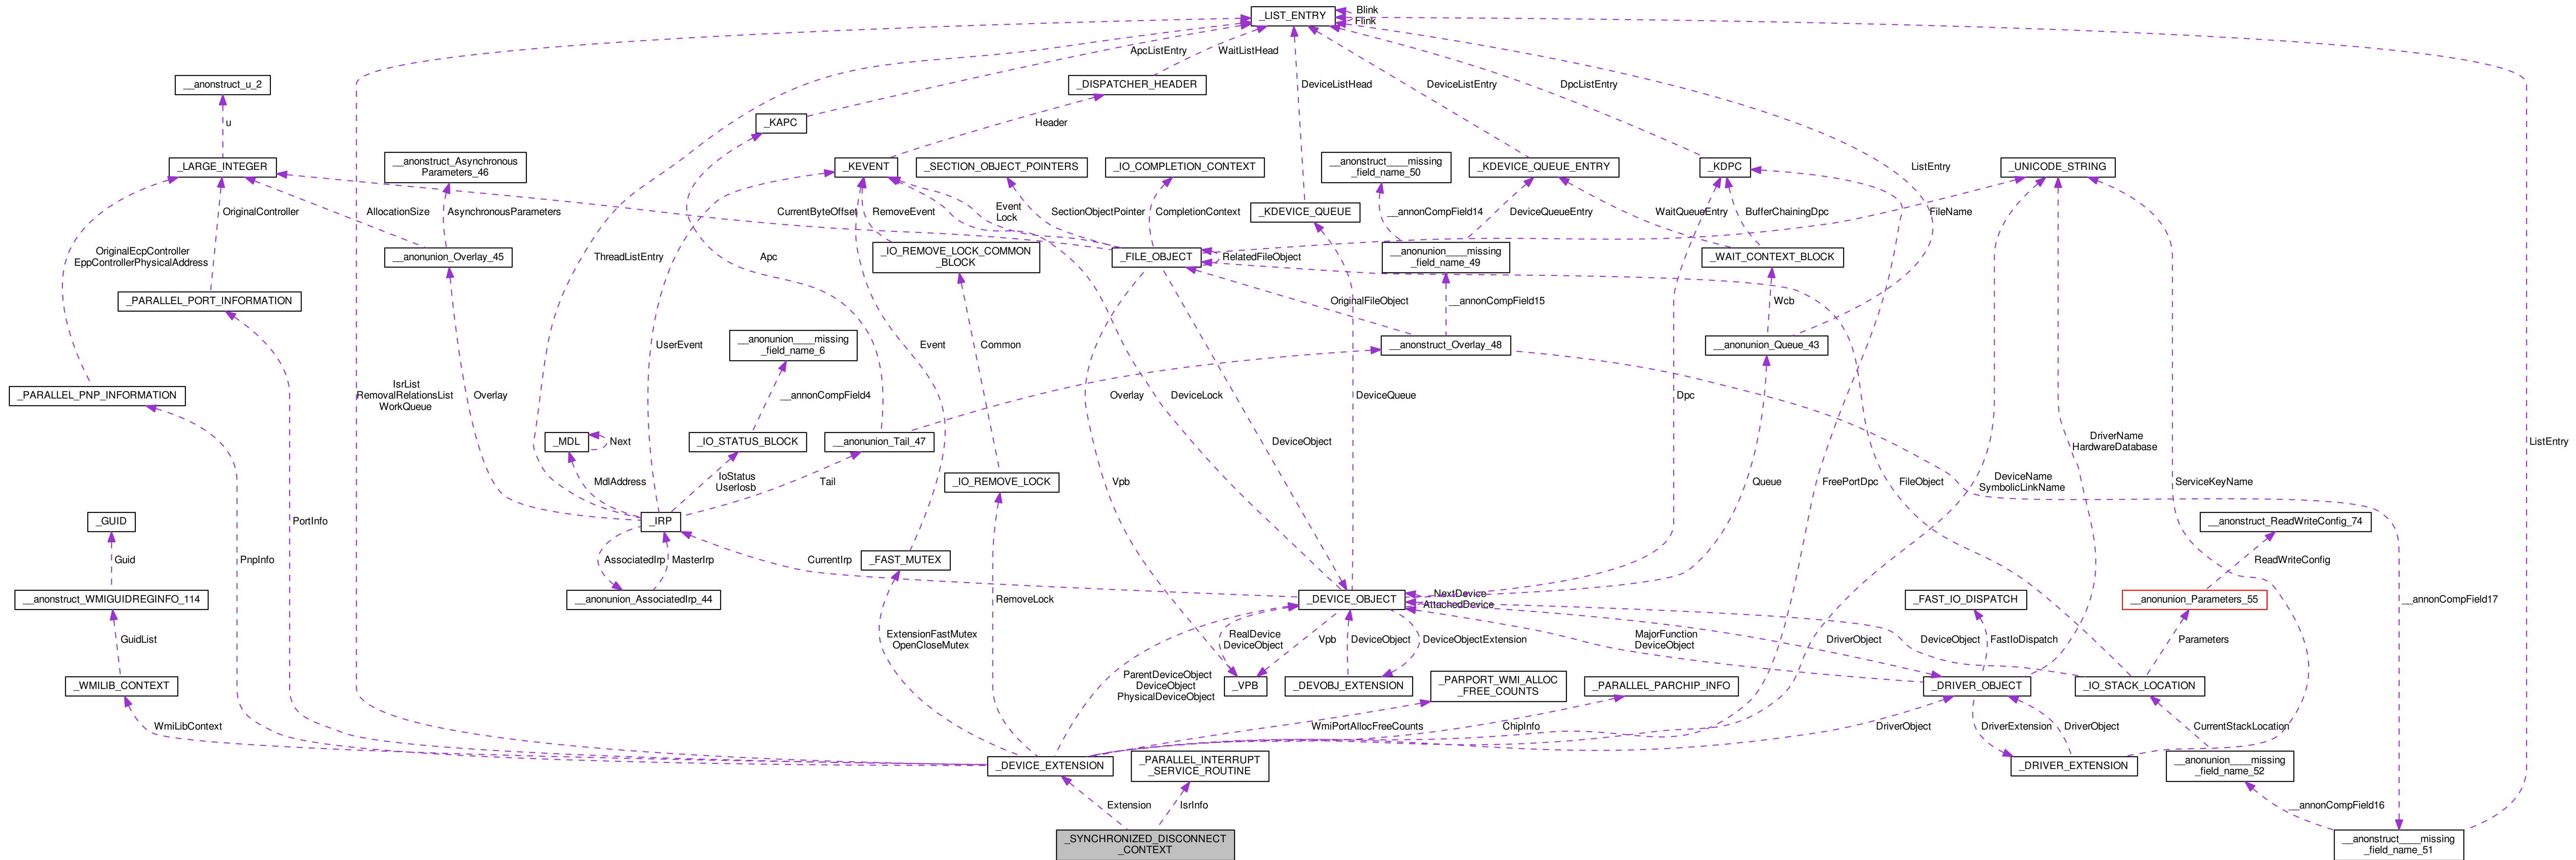 _LIST_ENTRY
Blink
Flink
ApcListEntry
WaitListHead
__anonstruct_u_2
_DISPATCHER_HEADER
DeviceListHead
DeviceListEntry
DpcListEntry
u
_KAPC
Header
_LARGE_INTEGER
__anonstruct_Asynchronous
Parameters_46
_KEVENT
_SECTION_OBJECT_POINTERS
_IO_COMPLETION_CONTEXT
__anonstruct____missing
_field_name_50
_KDEVICE_QUEUE_ENTRY
_KDPC
ListEntry
_UNICODE_STRING
OriginalController
AllocationSize
AsynchronousParameters
CurrentByteOffset
RemoveEvent
Event
Lock
SectionObjectPointer
CompletionContext
_KDEVICE_QUEUE
__annonCompField14
DeviceQueueEntry
WaitQueueEntry
BufferChainingDpc
FileName
OriginalEcpController
EppControllerPhysicalAddress
__anonunion_Overlay_45
ThreadListEntry
Apc
_IO_REMOVE_LOCK_COMMON
_BLOCK
_FILE_OBJECT
RelatedFileObject
__anonunion____missing
_field_name_49
_WAIT_CONTEXT_BLOCK
_PARALLEL_PORT_INFORMATION
OriginalFileObject
__annonCompField15
Wcb
__anonunion____missing
_field_name_6
UserEvent
Event
Common
__anonstruct_Overlay_48
__anonunion_Queue_43
_PARALLEL_PNP_INFORMATION
IsrList
RemovalRelationsList
WorkQueue
Overlay
__annonCompField4
Overlay
DeviceLock
DeviceQueue
Dpc
_MDL
Next
_IO_STATUS_BLOCK
__anonunion_Tail_47
DeviceObject
DriverName
HardwareDatabase
ListEntry
MdlAddress
IoStatus
UserIosb
Tail
_IO_REMOVE_LOCK
Vpb
Queue
FreePortDpc
FileObject
DeviceName
SymbolicLinkName
ServiceKeyName
_GUID
PortInfo
_IRP
__anonstruct_ReadWriteConfig_74
Guid
PnpInfo
AssociatedIrp
MasterIrp
_FAST_MUTEX
CurrentIrp
ReadWriteConfig
__anonstruct_WMIGUIDREGINFO_114
__anonunion_AssociatedIrp_44
RemoveLock
_DEVICE_OBJECT
NextDevice
AttachedDevice
_FAST_IO_DISPATCH
__anonunion_Parameters_55
__annonCompField17
GuidList
ExtensionFastMutex
OpenCloseMutex
RealDevice
DeviceObject
Vpb
DeviceObject
DeviceObjectExtension
MajorFunction
DeviceObject
DriverObject
DeviceObject
FastIoDispatch
Parameters
_WMILIB_CONTEXT
ParentDeviceObject
DeviceObject
PhysicalDeviceObject
_VPB
_DEVOBJ_EXTENSION
_PARPORT_WMI_ALLOC
_FREE_COUNTS
_PARALLEL_PARCHIP_INFO
_DRIVER_OBJECT
_IO_STACK_LOCATION
WmiLibContext
WmiPortAllocFreeCounts
ChipInfo
DriverObject
DriverExtension
DriverObject
CurrentStackLocation
_DEVICE_EXTENSION
_PARALLEL_INTERRUPT
_SERVICE_ROUTINE
_DRIVER_EXTENSION
__anonunion____missing
_field_name_52
Extension
IsrInfo
__annonCompField16
_SYNCHRONIZED_DISCONNECT
_CONTEXT
__anonstruct____missing
_field_name_51